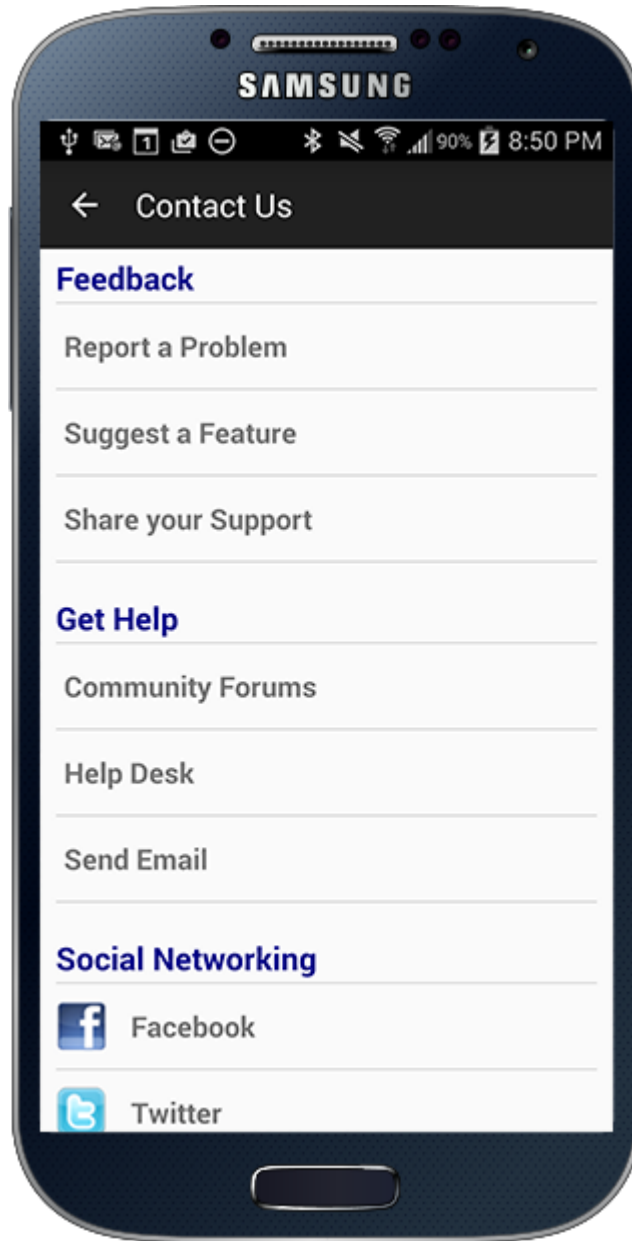 SAMSUNG
1 90% 8:50 PM
Contact Us
Feedback
Report a Problem
Suggest a Feature
Share your Support
Get Help
Community Forums
Help Desk
Send Email
Social Networking
f Facebook
t Twitter